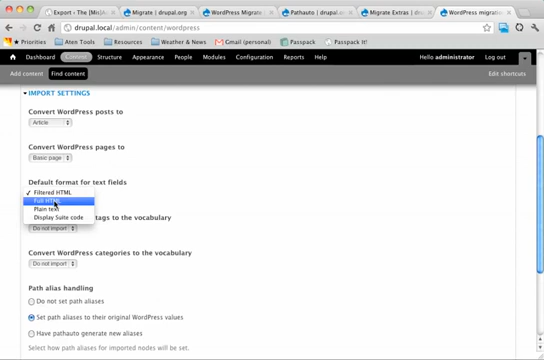 Export ‹ The [Mis]A
Migrate | drupal.org
WordPress Migrate
Pathauto | drupal.or
Migrate Extras | dr
WordPress migratio
drupal.local/admin/content/wordpress
★ Priorities Aten Tools Resources Weather & News Gmail (personal) Passpack Passpack It!
Dashboard Content Structure Appearance People Modules Configuration Reports Help Hello administrator Log out
Add content Find content Edit shortcuts
IMPORT SETTINGS
Convert WordPress posts to
Article
Convert WordPress pages to
Basic page
Default format for text fields
✓ Filtered HTML
Full HTML
Plain text
Display Suite code
tags to the vocabulary
Do not import
Convert WordPress categories to the vocabulary
Do not import
Path alias handling
Do not set path aliases
Set path aliases to their original WordPress values
Have pathauto generate new aliases
Select how path aliases for imported nodes will be set.